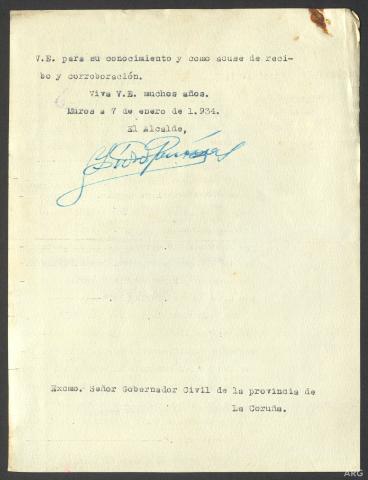 V.E. para su conocimiento y como acuse de reci-
bo y corroboración.
Viva V.E. muchos años.
Muros a 7 de enero de 1.934.
El Alcalde,
Excmo. Señor Gobernador Civil de la provincia de
La Coruña.
ARG